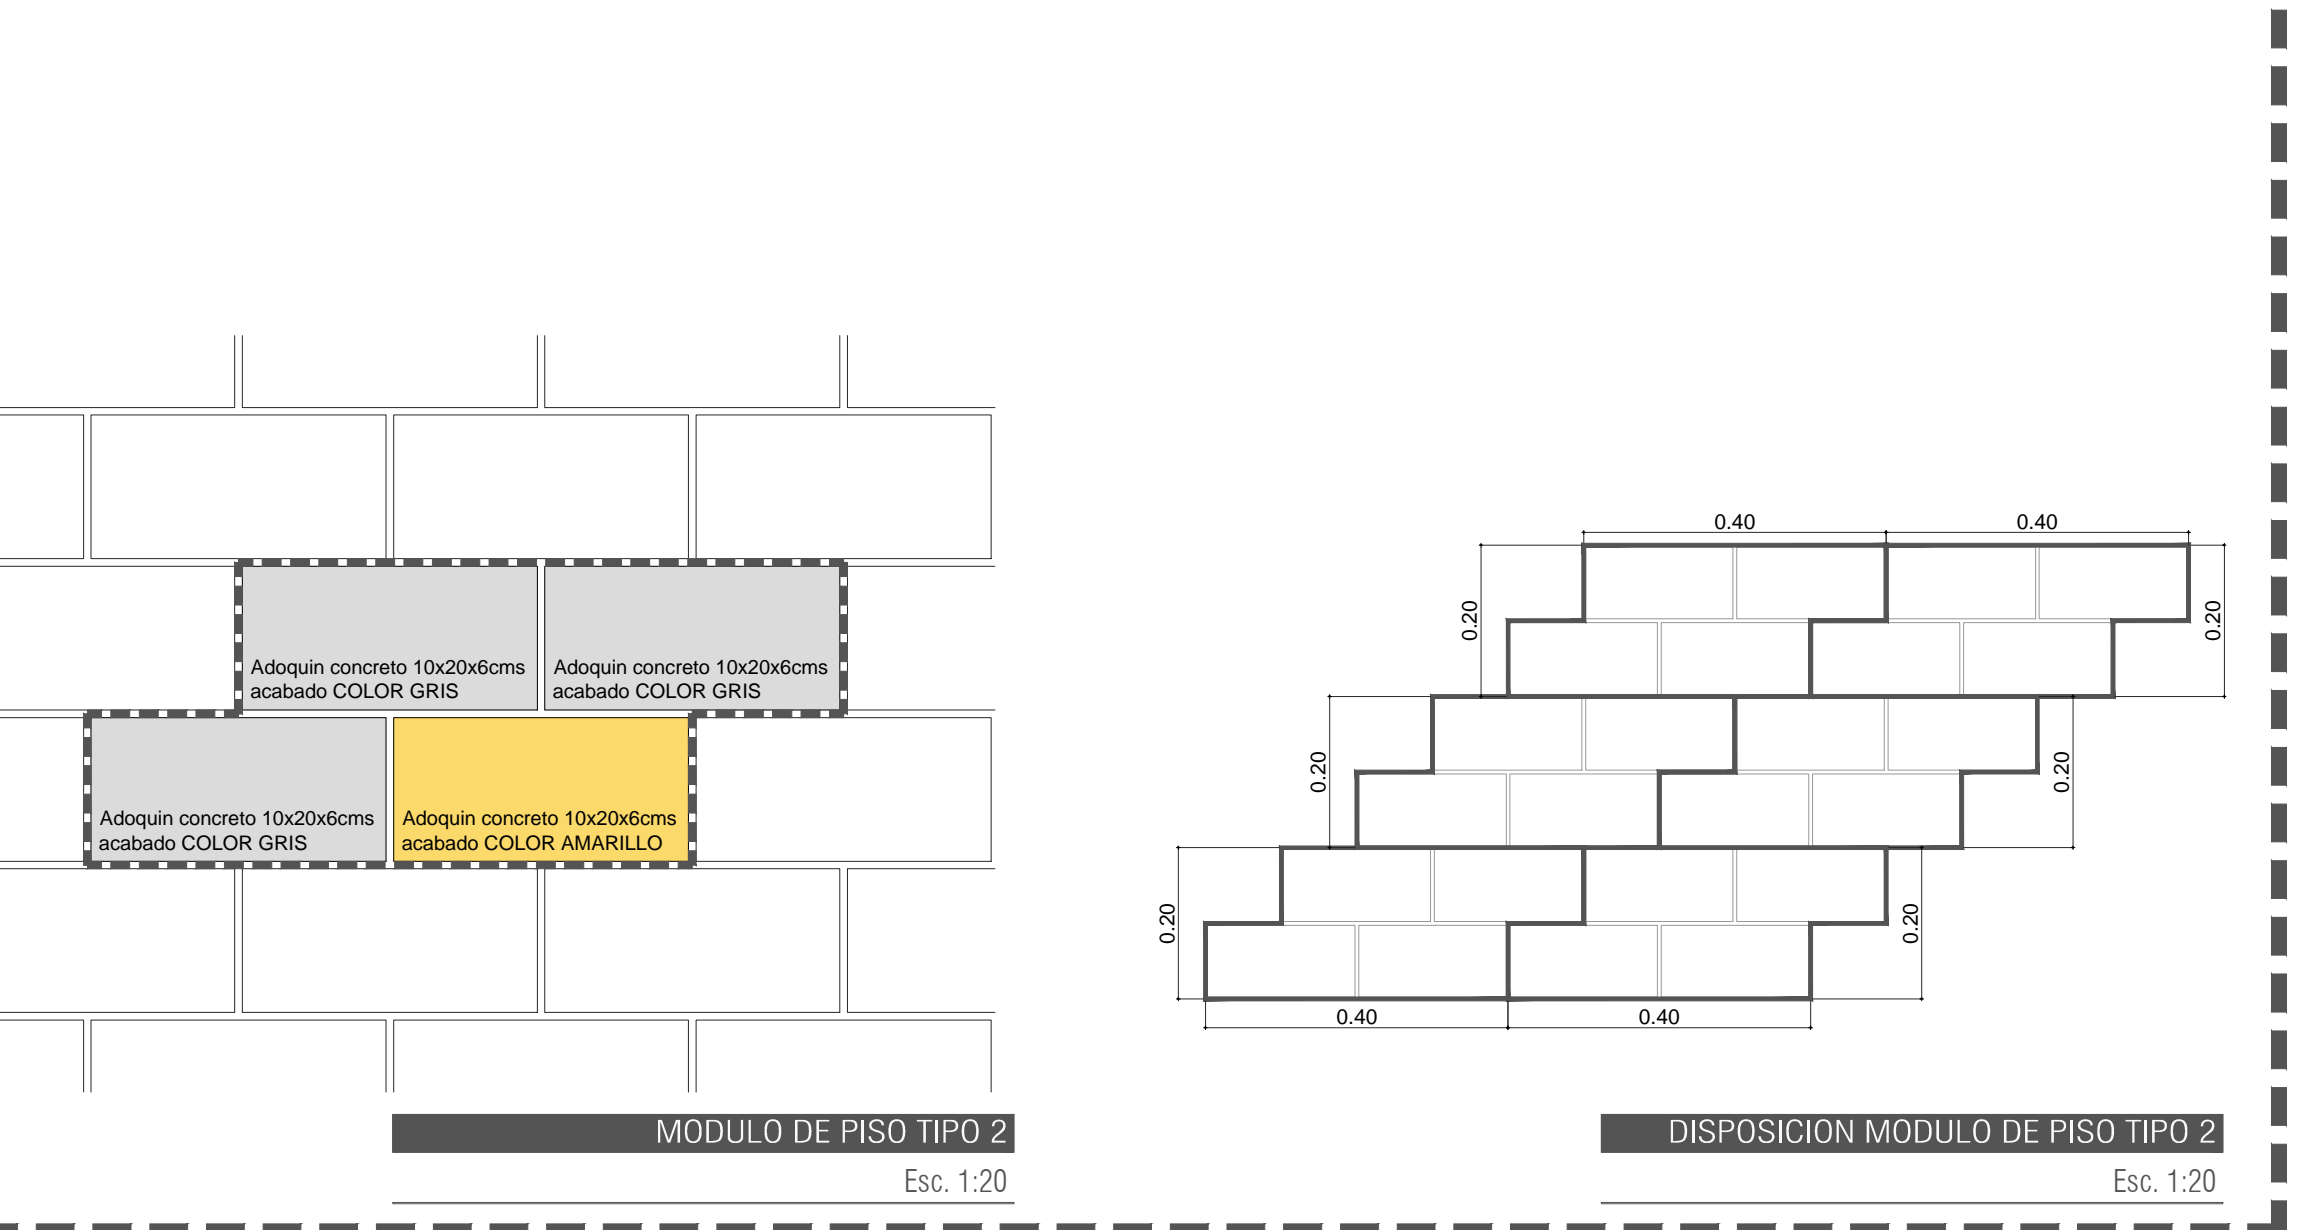 Adoquin concreto 10x20x6cms
acabado COLOR GRIS
Adoquin concreto 10x20x6cms
acabado COLOR GRIS
Adoquin concreto 10x20x6cms
acabado COLOR GRIS
Adoquin concreto 10x20x6cms
acabado COLOR AMARILLO
MODULO DE PISO TIPO 2
Esc. 1:20
0.40
0.40
0.20
0.20
0.20
0.20
0.20
0.20
0.40
0.40
DISPOSICION MODULO DE PISO TIPO 2
Esc. 1:20